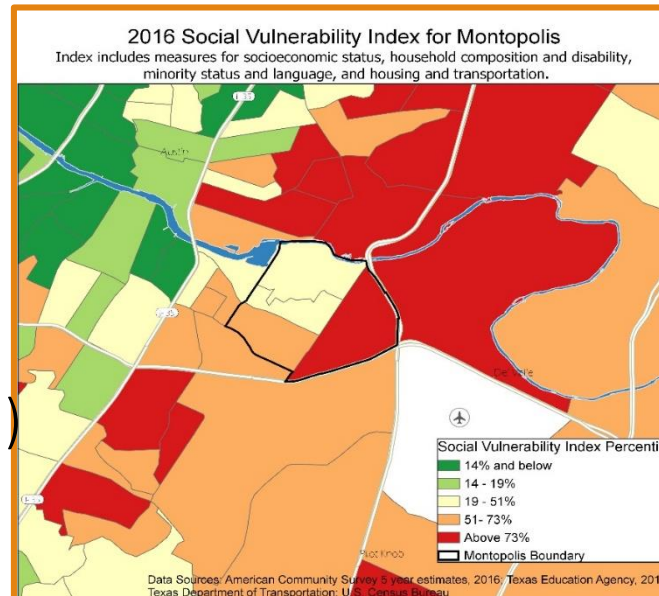 2016 Social Vulnerability Index for Montopolis
Index includes measures for socioeconomic status, household composition and disability,
minority status and language, and housing and transportation.
Austin
)
Del Valle
Social Vulnerability Index Percenti
14% and below
14 - 19%
19 - 51%
51- 73%
Above 73%
Montopolis Boundary
Pilot Knob
Data Sources: American Community Survey 5 year estimates, 2016; Texas Education Agency, 201
Texas Department of Transportation; U.S. Census Bureau